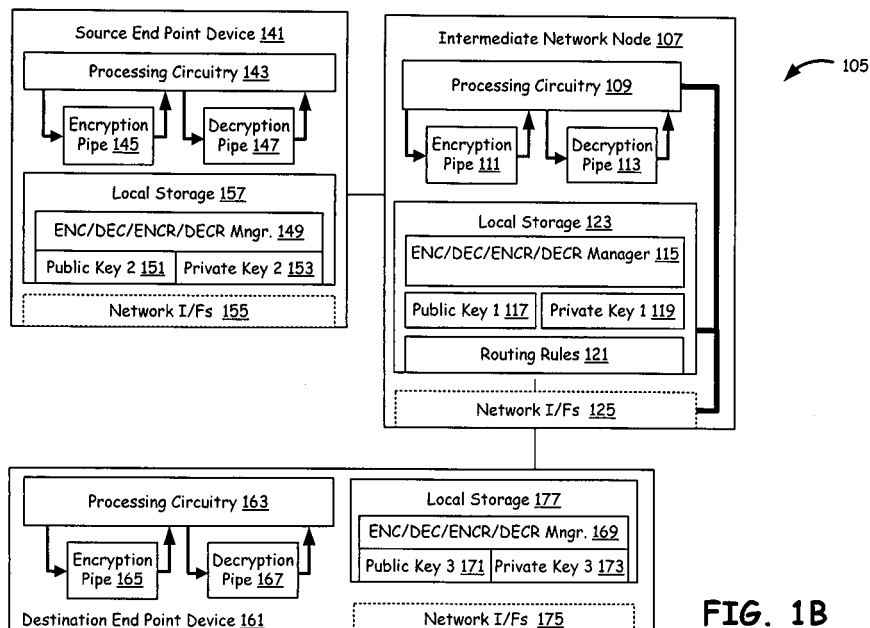 Source End Point Device 141
Processing Circuitry 143
Encryption
Pipe 145
Decryption
Pipe 147
Local Storage 157
ENC/DEC/ENCR/DECR Mngr. 149
Public Key 2 151
Private Key 2 153
Network I/Fs 155
Intermediate Network Node 107
Processing Circuitry 109
Encryption
Pipe 111
Decryption
Pipe 113
Local Storage 123
ENC/DEC/ENCR/DECR Manager 115
Public Key 1 117
Private Key 1 119
Routing Rules 121
Network I/Fs 125
105
Processing Circuitry 163
Encryption
Pipe 165
Decryption
Pipe 167
Destination End Point Device 161
Local Storage 177
ENC/DEC/ENCR/DECR Mngr. 169
Public Key 3 171
Private Key 3 173
Network I/Fs 175
FIG. 1B